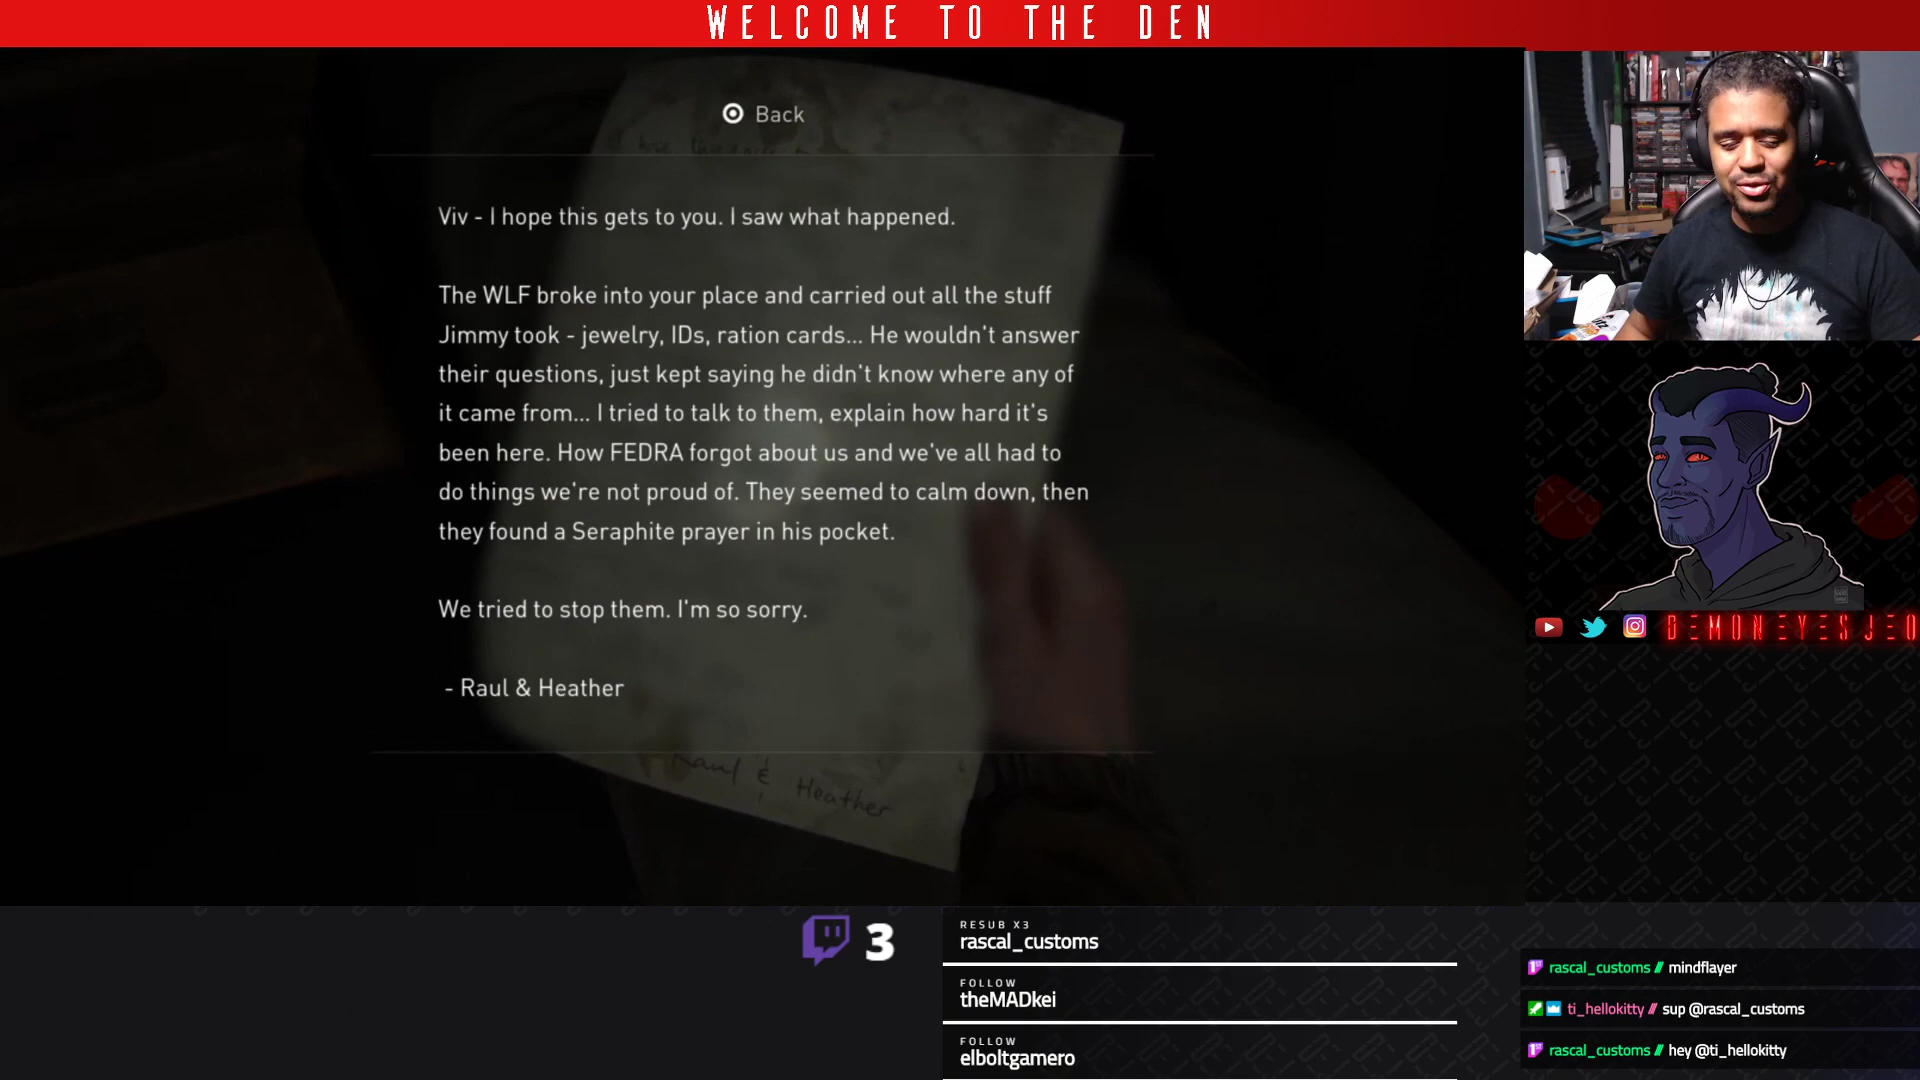 WELCOME TO THE DEN
Back
Viv - I hope this gets to you. I saw what happened.
The WLF broke into your place and carried out all the stuff
Jimmy took - jewelry, IDs, ration cards... He wouldn't answer
their questions, just kept saying he didn't know where any of
it came from... I tried to talk to them, explain how hard it's
been here. How FEDRA forgot about us and we've all had to
do things we're not proud of. They seemed to calm down, then
they found a Seraphite prayer in his pocket.
We tried to stop them. I'm so sorry.
- Raul & Heather
Raul & Heather
DEMONEYESJEO
3
RESUB X3
rascal_customs
FOLLOW
theMADkei
FOLLOW
elboltgamero
rascal_customs // mindflayer
ti_hellokitty // sup @rascal_customs
rascal_customs // hey @ti_hellokitty